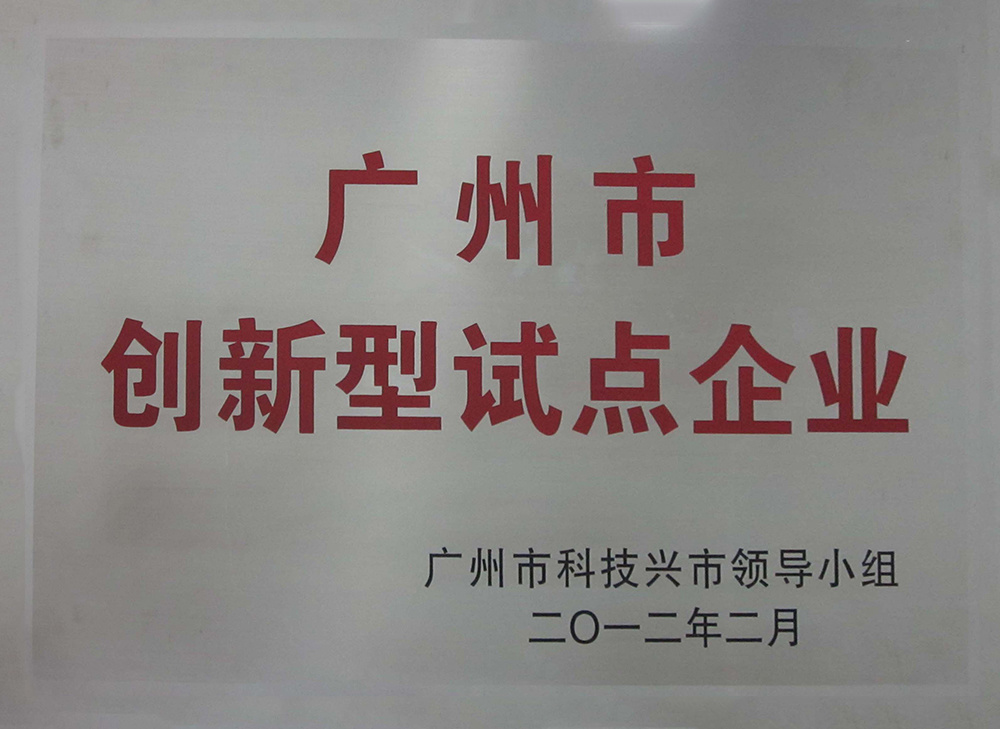 广州市
创新型试点企业
广州市科技兴市领导小组
二〇一二年二月